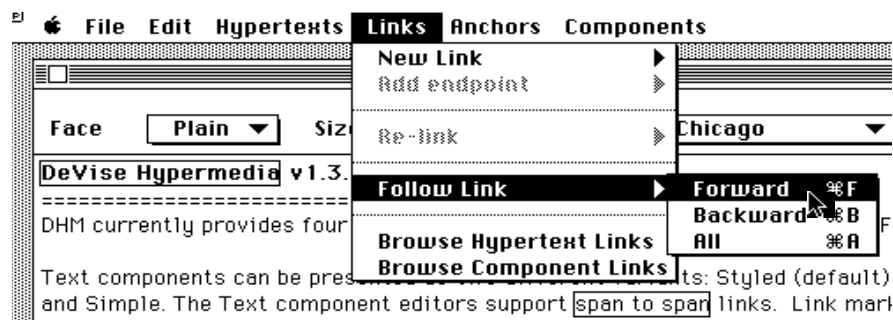 File Edit Hypertexts Links Anchors Components
New Link
Add endpoint
Face Plain Size Chicago
Re-link
DeVise Hypermedia v1.3.
Follow Link Forward ⌘F
==============================
Backward ⌘B
DHM currently provides four
Browse Hypertext Links All ⌘A
Browse Component Links
Text components can be variants: Styled (default)
and Simple. The Text component editors support span to span links. Link mark